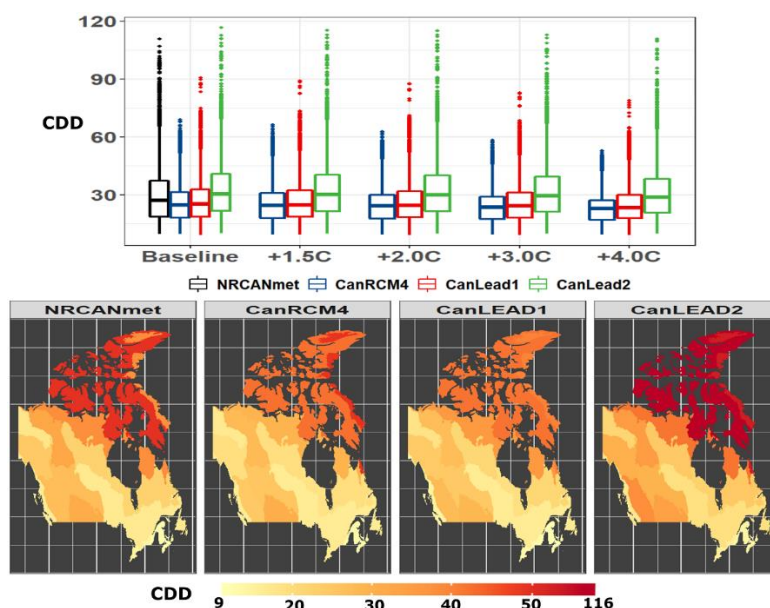 120
90
CDD
60
30
Baseline +1.5C +2.0C +3.0C +4.0C
NRCANmet CanRCM4 CanLead1 CanLead2
NRCANmet CanRCM4 CanLEAD1 CanLEAD2
CDD
9 20 30 40 50 116